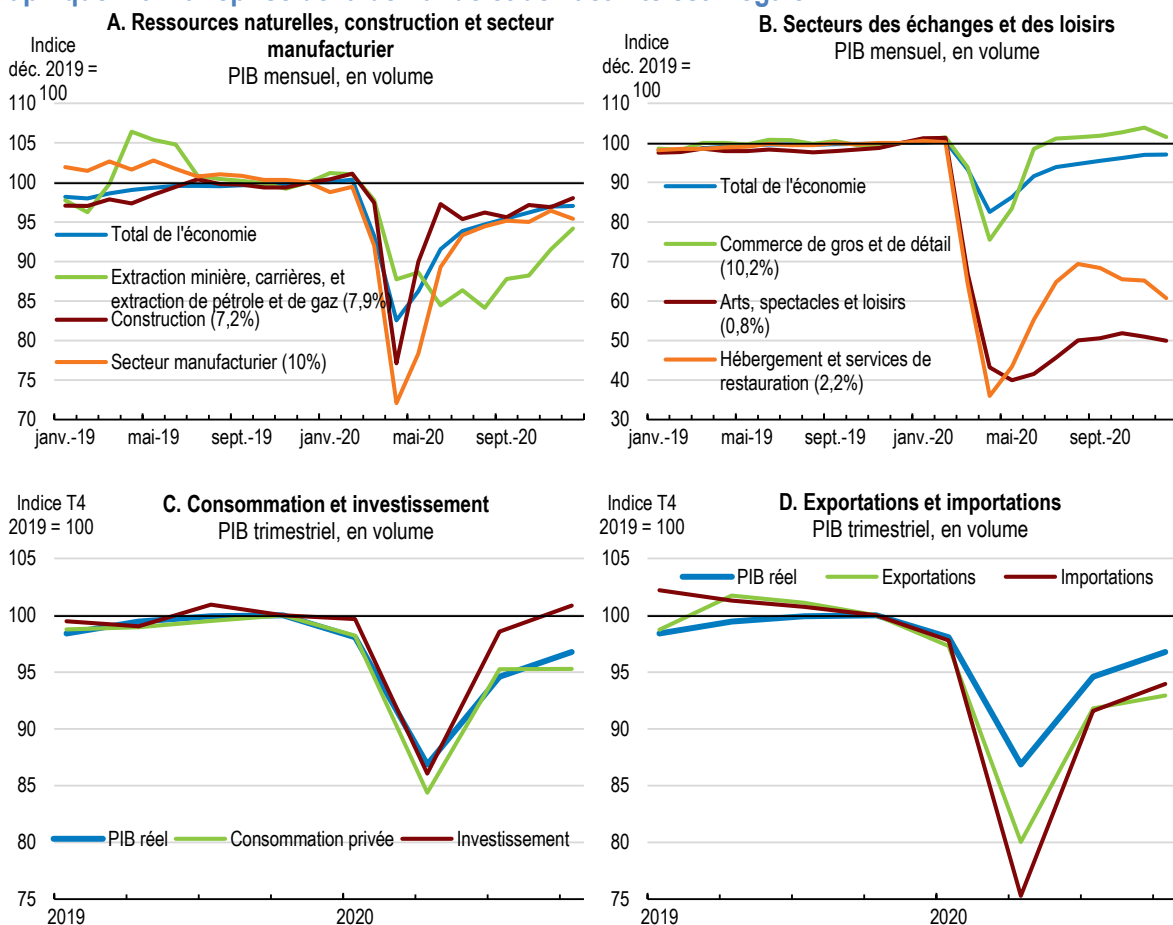 A. Ressources naturelles, construction et secteur
manufacturier
PIB mensuel, en volume
Indice
déc. 2019 =
100
110
105
100
95
90
85
80
75
70
Total de l'économie
Extraction minière, carrières, et
extraction de pétrole et de gaz (7,9%)
Construction (7,2%)
Secteur manufacturier (10%)
janv.-19 mai-19 sept.-19 janv.-20 mai-20 sept.-20
B. Secteurs des échanges et des loisirs
PIB mensuel, en volume
Indice
déc. 2019 =
100
110
100
90
80
70
60
50
40
30
Total de l'économie
Commerce de gros et de détail
(10,2%)
Arts, spectacles et loisirs
(0,8%)
Hébergement et services de
restauration (2,2%)
janv.-19 mai-19 sept.-19 janv.-20 mai-20 sept.-20
C. Consommation et investissement
PIB trimestriel, en volume
Indice T4
2019 = 100
105
100
95
90
85
80
75
PIB réel Consommation privée Investissement
2019 2020
D. Exportations et importations
PIB trimestriel, en volume
Indice T4
2019 = 100
105
100
95
90
85
80
75
PIB réel Exportations Importations
2019 2020